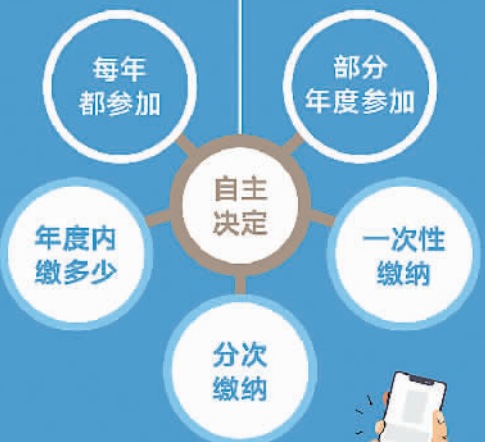 每年
都参加
部分
年度参加
自主
决定
年度内
缴多少
一次性
缴纳
分次
缴纳